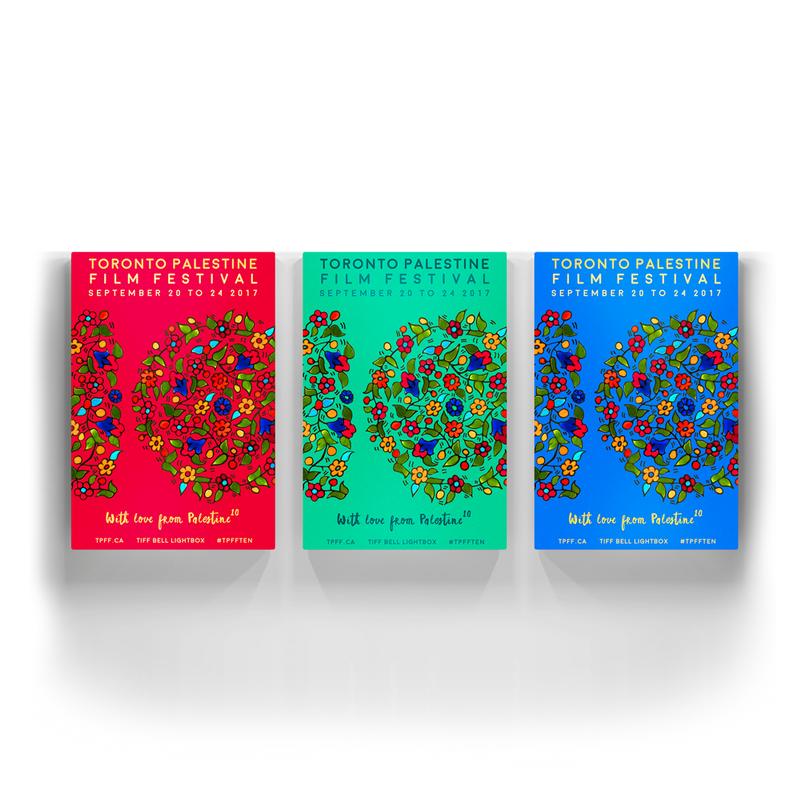 TORONTO PALESTINE
FILM FESTIVAL
SEPTEMBER 20 TO 24 2017
With love from Palestine¹⁰
TPFF.CA TIFF BELL LIGHTBOX #TPFFTEN
TORONTO PALESTINE
FILM FESTIVAL
SEPTEMBER 20 TO 24 2017
With love from Palestine¹⁰
TPFF.CA TIFF BELL LIGHTBOX #TPFFTEN
TORONTO PALESTINE
FILM FESTIVAL
SEPTEMBER 20 TO 24 2017
With love from Palestine¹⁰
TPFF.CA TIFF BELL LIGHTBOX #TPFFTEN